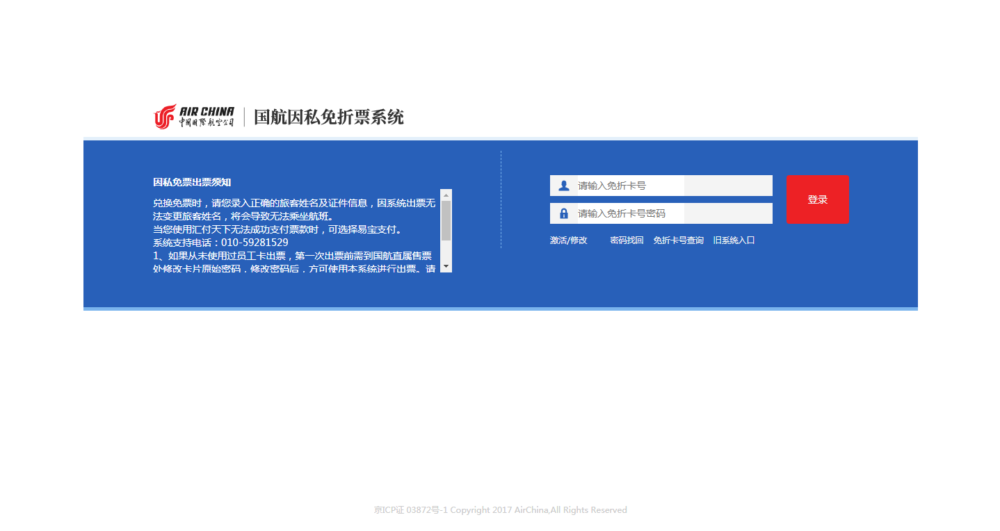 AIR CHINA
中国国际航空公司
国航因私免折票系统
因私免票出票须知
兑换免票时，请您录入正确的旅客姓名及证件信息，因系统出票无
法变更旅客姓名，将会导致无法乘坐航班。
当您使用汇付天下无法成功支付票款时，可选择易宝支付。
系统支持电话：010-59281529
1、如果从未使用过员工卡出票，第一次出票前需到国航直属售票
处修改卡片原始密码，修改密码后，方可使用本系统进行出票。请
请输入免折卡号
请输入免折卡号密码
登录
激活/修改 密码找回 免折卡号查询 旧系统入口
京ICP证 03872号-1 Copyright 2017 AirChina,All Rights Reserved